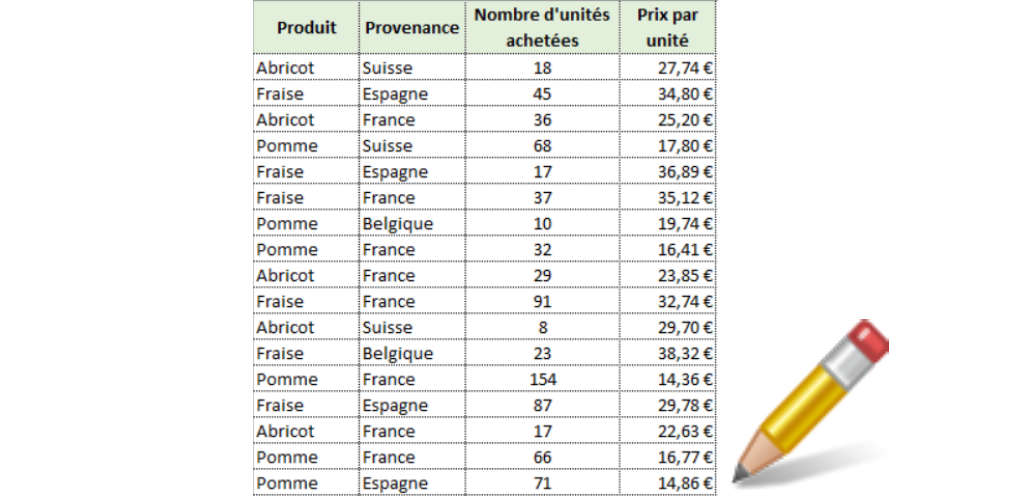 Produit Provenance Nombre d'unités achetées Prix par unité
Abricot Suisse 18 27,74 €
Fraise Espagne 45 34,80 €
Abricot France 36 25,20 €
Pomme Suisse 68 17,80 €
Fraise Espagne 17 36,89 €
Fraise France 37 35,12 €
Pomme Belgique 10 19,74 €
Pomme France 32 16,41 €
Abricot France 29 23,85 €
Fraise France 91 32,74 €
Abricot Suisse 8 29,70 €
Fraise Belgique 23 38,32 €
Pomme France 154 14,36 €
Fraise Espagne 87 29,78 €
Abricot France 17 22,63 €
Pomme France 66 16,77 €
Pomme Espagne 71 14,86 €